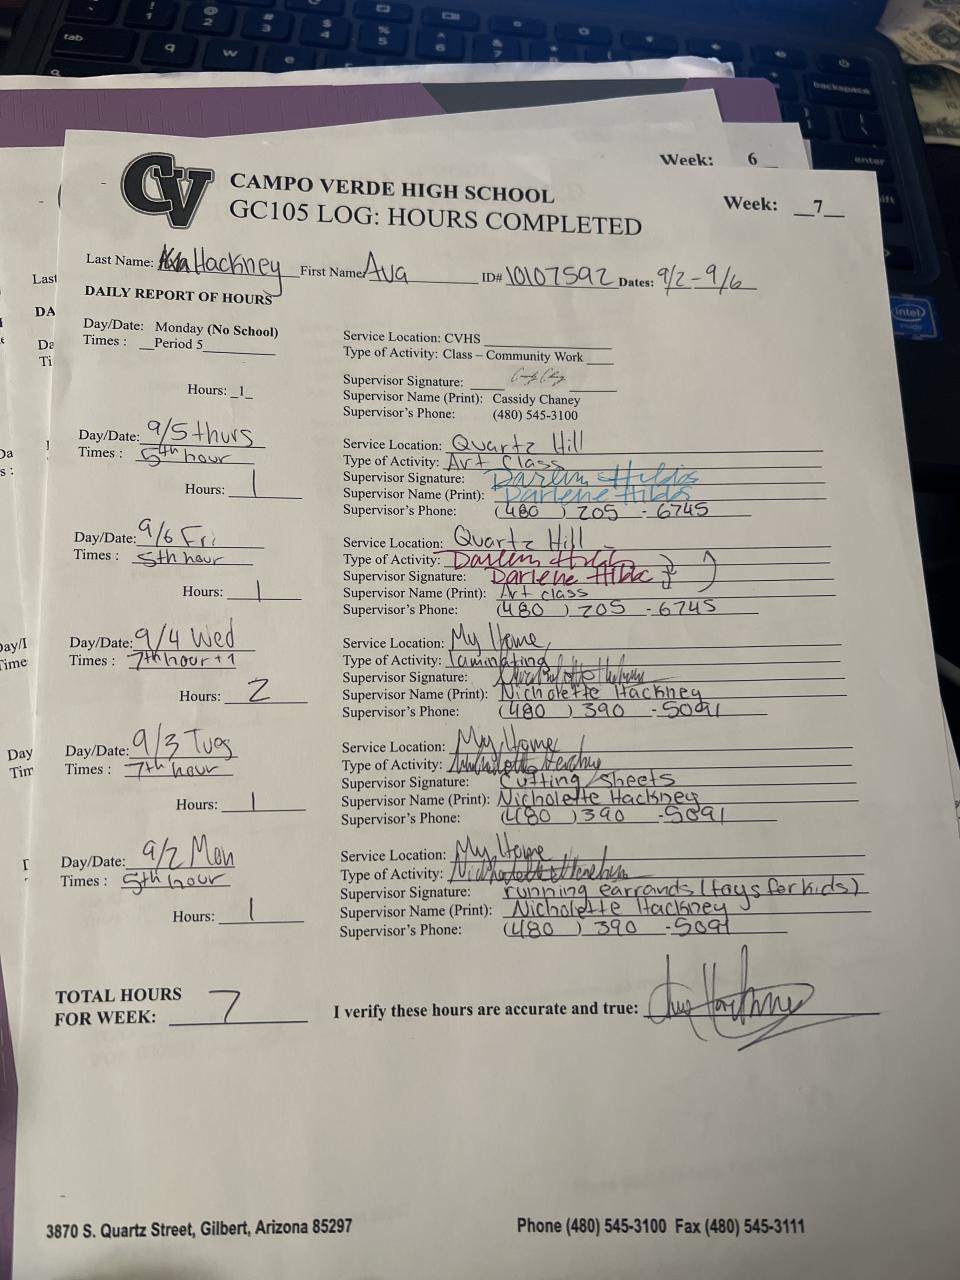 Week: 6
CV
CAMPO VERDE HIGH SCHOOL
Week: __7__
GC105 LOG: HOURS COMPLETED
Last Name: Hackney First Name Ava ID# 10107592 Dates: 9/2-9/6
DAILY REPORT OF HOURS
Day/Date: Monday (No School)
Times : __Period 5
Hours: _1_
Service Location: CVHS
Type of Activity: Class – Community Work
Supervisor Signature:
Supervisor Name (Print): Cassidy Chaney
Supervisor's Phone: (480) 545-3100
Day/Date: 9/5 thurs
Times : 5th hour
Hours: 1
Service Location: Quartz Hill
Type of Activity: Art Class
Supervisor Signature: Darlene Hilds
Supervisor Name (Print): Darlene Hilds
Supervisor's Phone: (480) 205 - 6745
Day/Date: 9/6 Fri
Times : 5th hour
Hours: 1
Service Location: Quartz Hill
Type of Activity: Darlene
Supervisor Signature: Darlene
Supervisor Name (Print): Art class
Supervisor's Phone: (480) 205 - 6745
Day/Date: 9/4 Wed
Times : 7th hour + 1
Hours: 2
Service Location: My Home
Type of Activity: laminating
Supervisor Signature:
Supervisor Name (Print): Nicholette Hackney
Supervisor's Phone: (480) 390 - 5091
Day/Date: 9/3 Tues
Times : 7th hour
Hours: 1
Service Location: My Home
Type of Activity:
Supervisor Signature: Cutting/sheets
Supervisor Name (Print): Nicholette Hackney
Supervisor's Phone: (480) 390 - 5091
Day/Date: 9/2 Mon
Times : 5th hour
Hours: 1
Service Location: My Home
Type of Activity:
Supervisor Signature: running earrands (toys for kids)
Supervisor Name (Print): Nicholette Hackney
Supervisor's Phone: (480) 390 - 5091
TOTAL HOURS
FOR WEEK: 7
I verify these hours are accurate and true: Ava Hackney
3870 S. Quartz Street, Gilbert, Arizona 85297
Phone (480) 545-3100 Fax (480) 545-3111